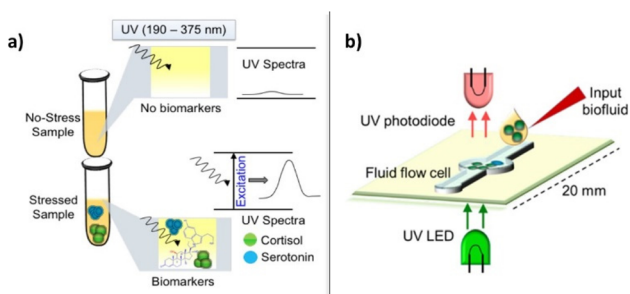 a)
UV (190 – 375 nm)
UV Spectra
No-Stress
Sample
No biomarkers
Stressed
Sample
Excitation
UV Spectra
Cortisol
Serotonin
Biomarkers
b)
Input
biofluid
UV photodiode
Fluid flow cell
20 mm
UV LED